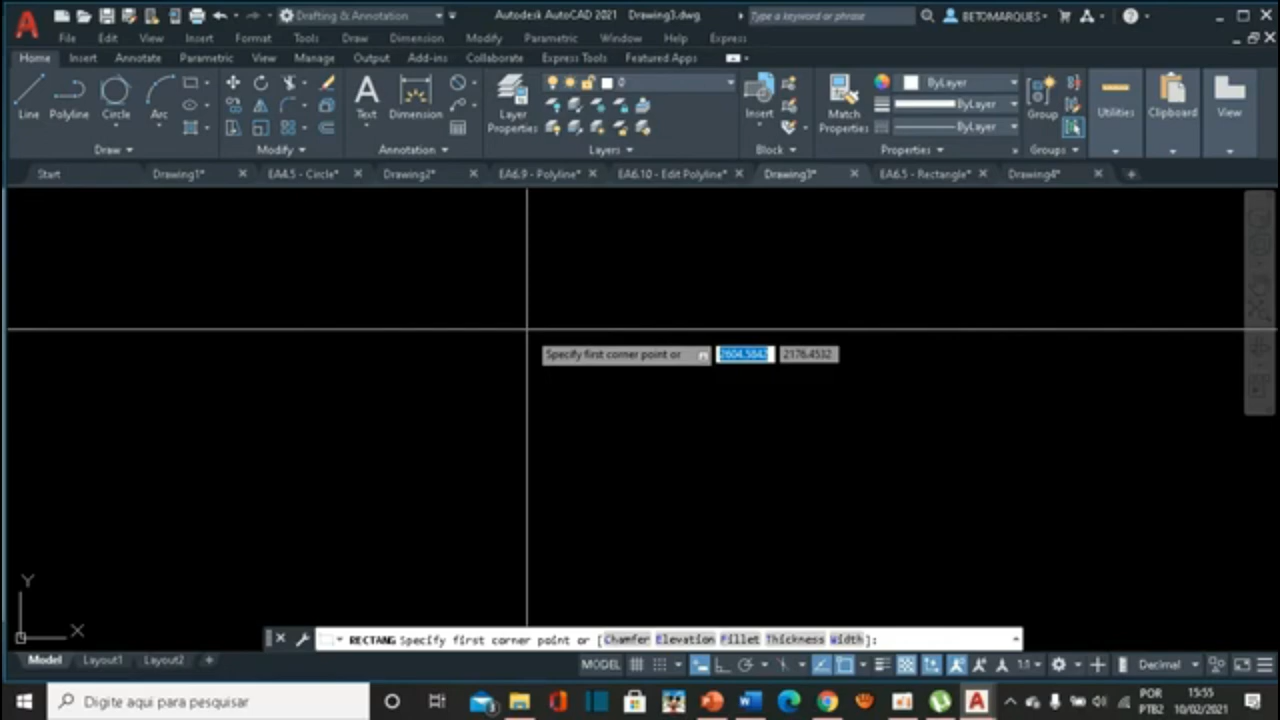 Drafting & Annotation Autodesk AutoCAD 2021 Drawing3.dwg Type a keyword or phrase BETOMARQUES
File Edit View Insert Format Tools Draw Dimension Modify Parametric Window Help Express
Home Insert Annotate Parametric View Manage Output Add-ins Collaborate Express Tools Featured Apps
ByLayer
0
ByLayer
ByLayer
Line Polyline Circle Arc Text Dimension Layer Properties Insert Match Properties Group Utilities Clipboard View
Draw Modify Annotation Layers Block Properties Groups
Start Drawing1* EA4.5 - Circle* Drawing2* EA6.9 - Polyline* EA6.10 - Edit Polyline* Drawing3* EA6.5 - Rectangle* Drawing4*
Specify first corner point or 2604.5842 2176.4532
Y
X
RECTANG Specify first corner point or [Chamfer Elevation Fillet Thickness Width]:
Model Layout1 Layout2 + MODEL 1:1 Decimal
Digite aqui para pesquisar POR 15:55
PTB2 10/02/2021